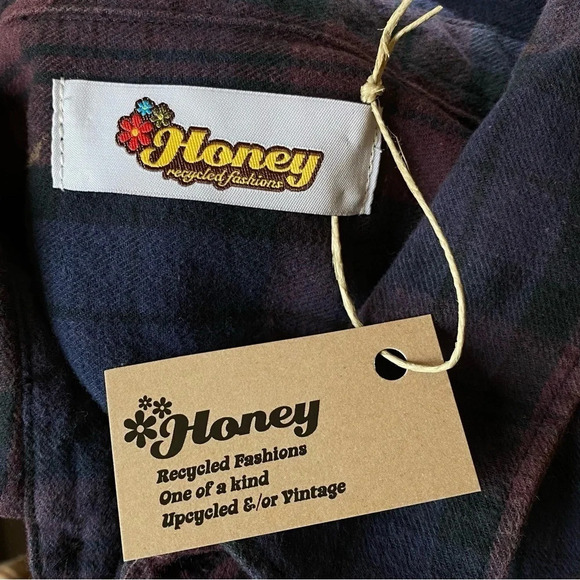 Honey
recycled fashions
Honey
Recycled Fashions
One of a kind
Upcycled &/or Vintage